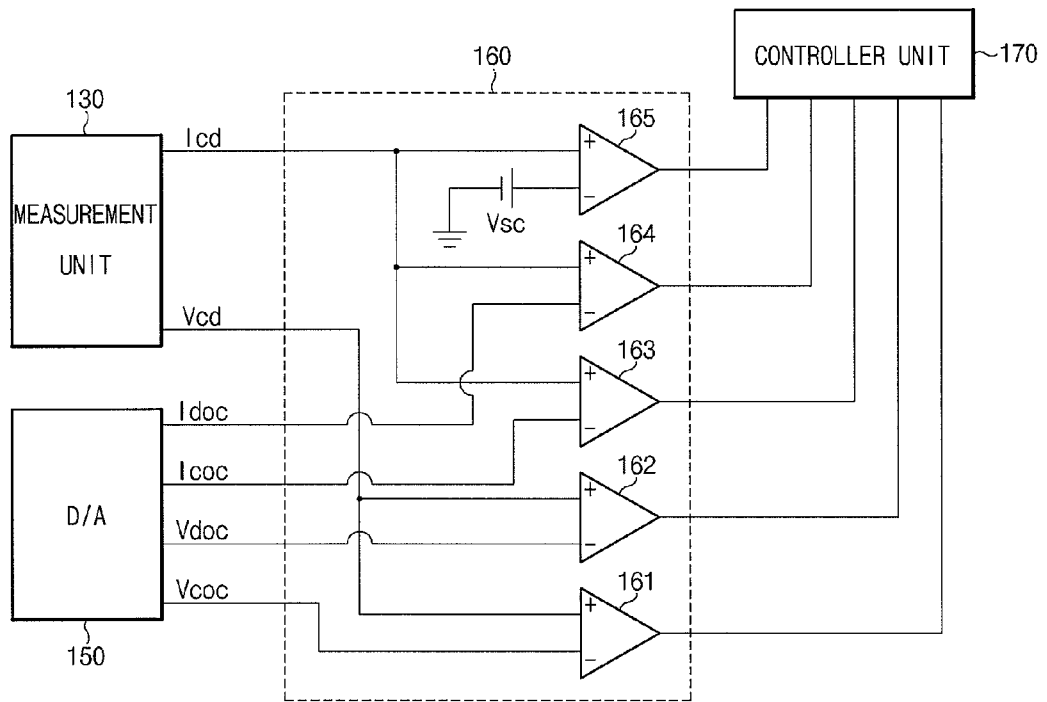 160
CONTROLLER UNIT
170
130
Icd
165
+
−
MEASUREMENT
UNIT
Vsc
164
+
−
Vcd
163
+
−
Idoc
Icoc
162
+
−
D/A
Vdoc
Vcoc
161
+
−
150